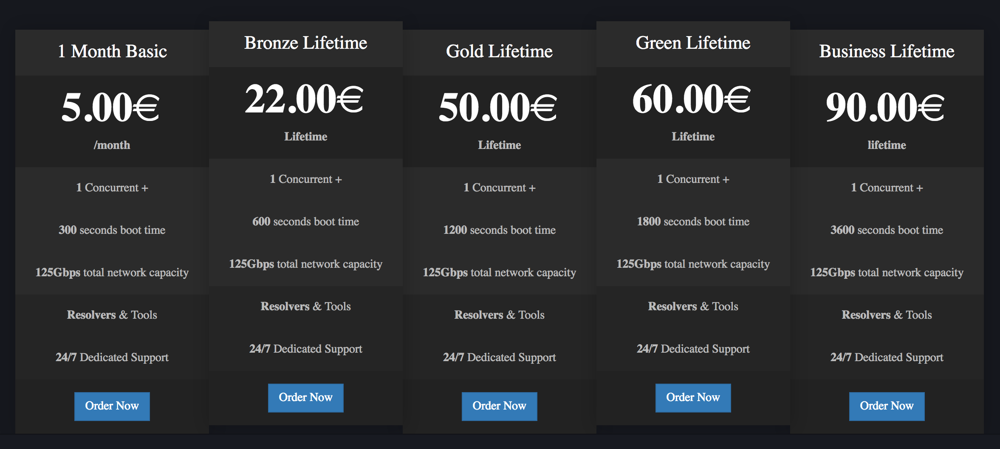 1 Month Basic
5.00€
/month
1 Concurrent +
300 seconds boot time
125Gbps total network capacity
Resolvers & Tools
24/7 Dedicated Support
Order Now
Bronze Lifetime
22.00€
Lifetime
1 Concurrent +
600 seconds boot time
125Gbps total network capacity
Resolvers & Tools
24/7 Dedicated Support
Order Now
Gold Lifetime
50.00€
Lifetime
1 Concurrent +
1200 seconds boot time
125Gbps total network capacity
Resolvers & Tools
24/7 Dedicated Support
Order Now
Green Lifetime
60.00€
Lifetime
1 Concurrent +
1800 seconds boot time
125Gbps total network capacity
Resolvers & Tools
24/7 Dedicated Support
Order Now
Business Lifetime
90.00€
lifetime
1 Concurrent +
3600 seconds boot time
125Gbps total network capacity
Resolvers & Tools
24/7 Dedicated Support
Order Now